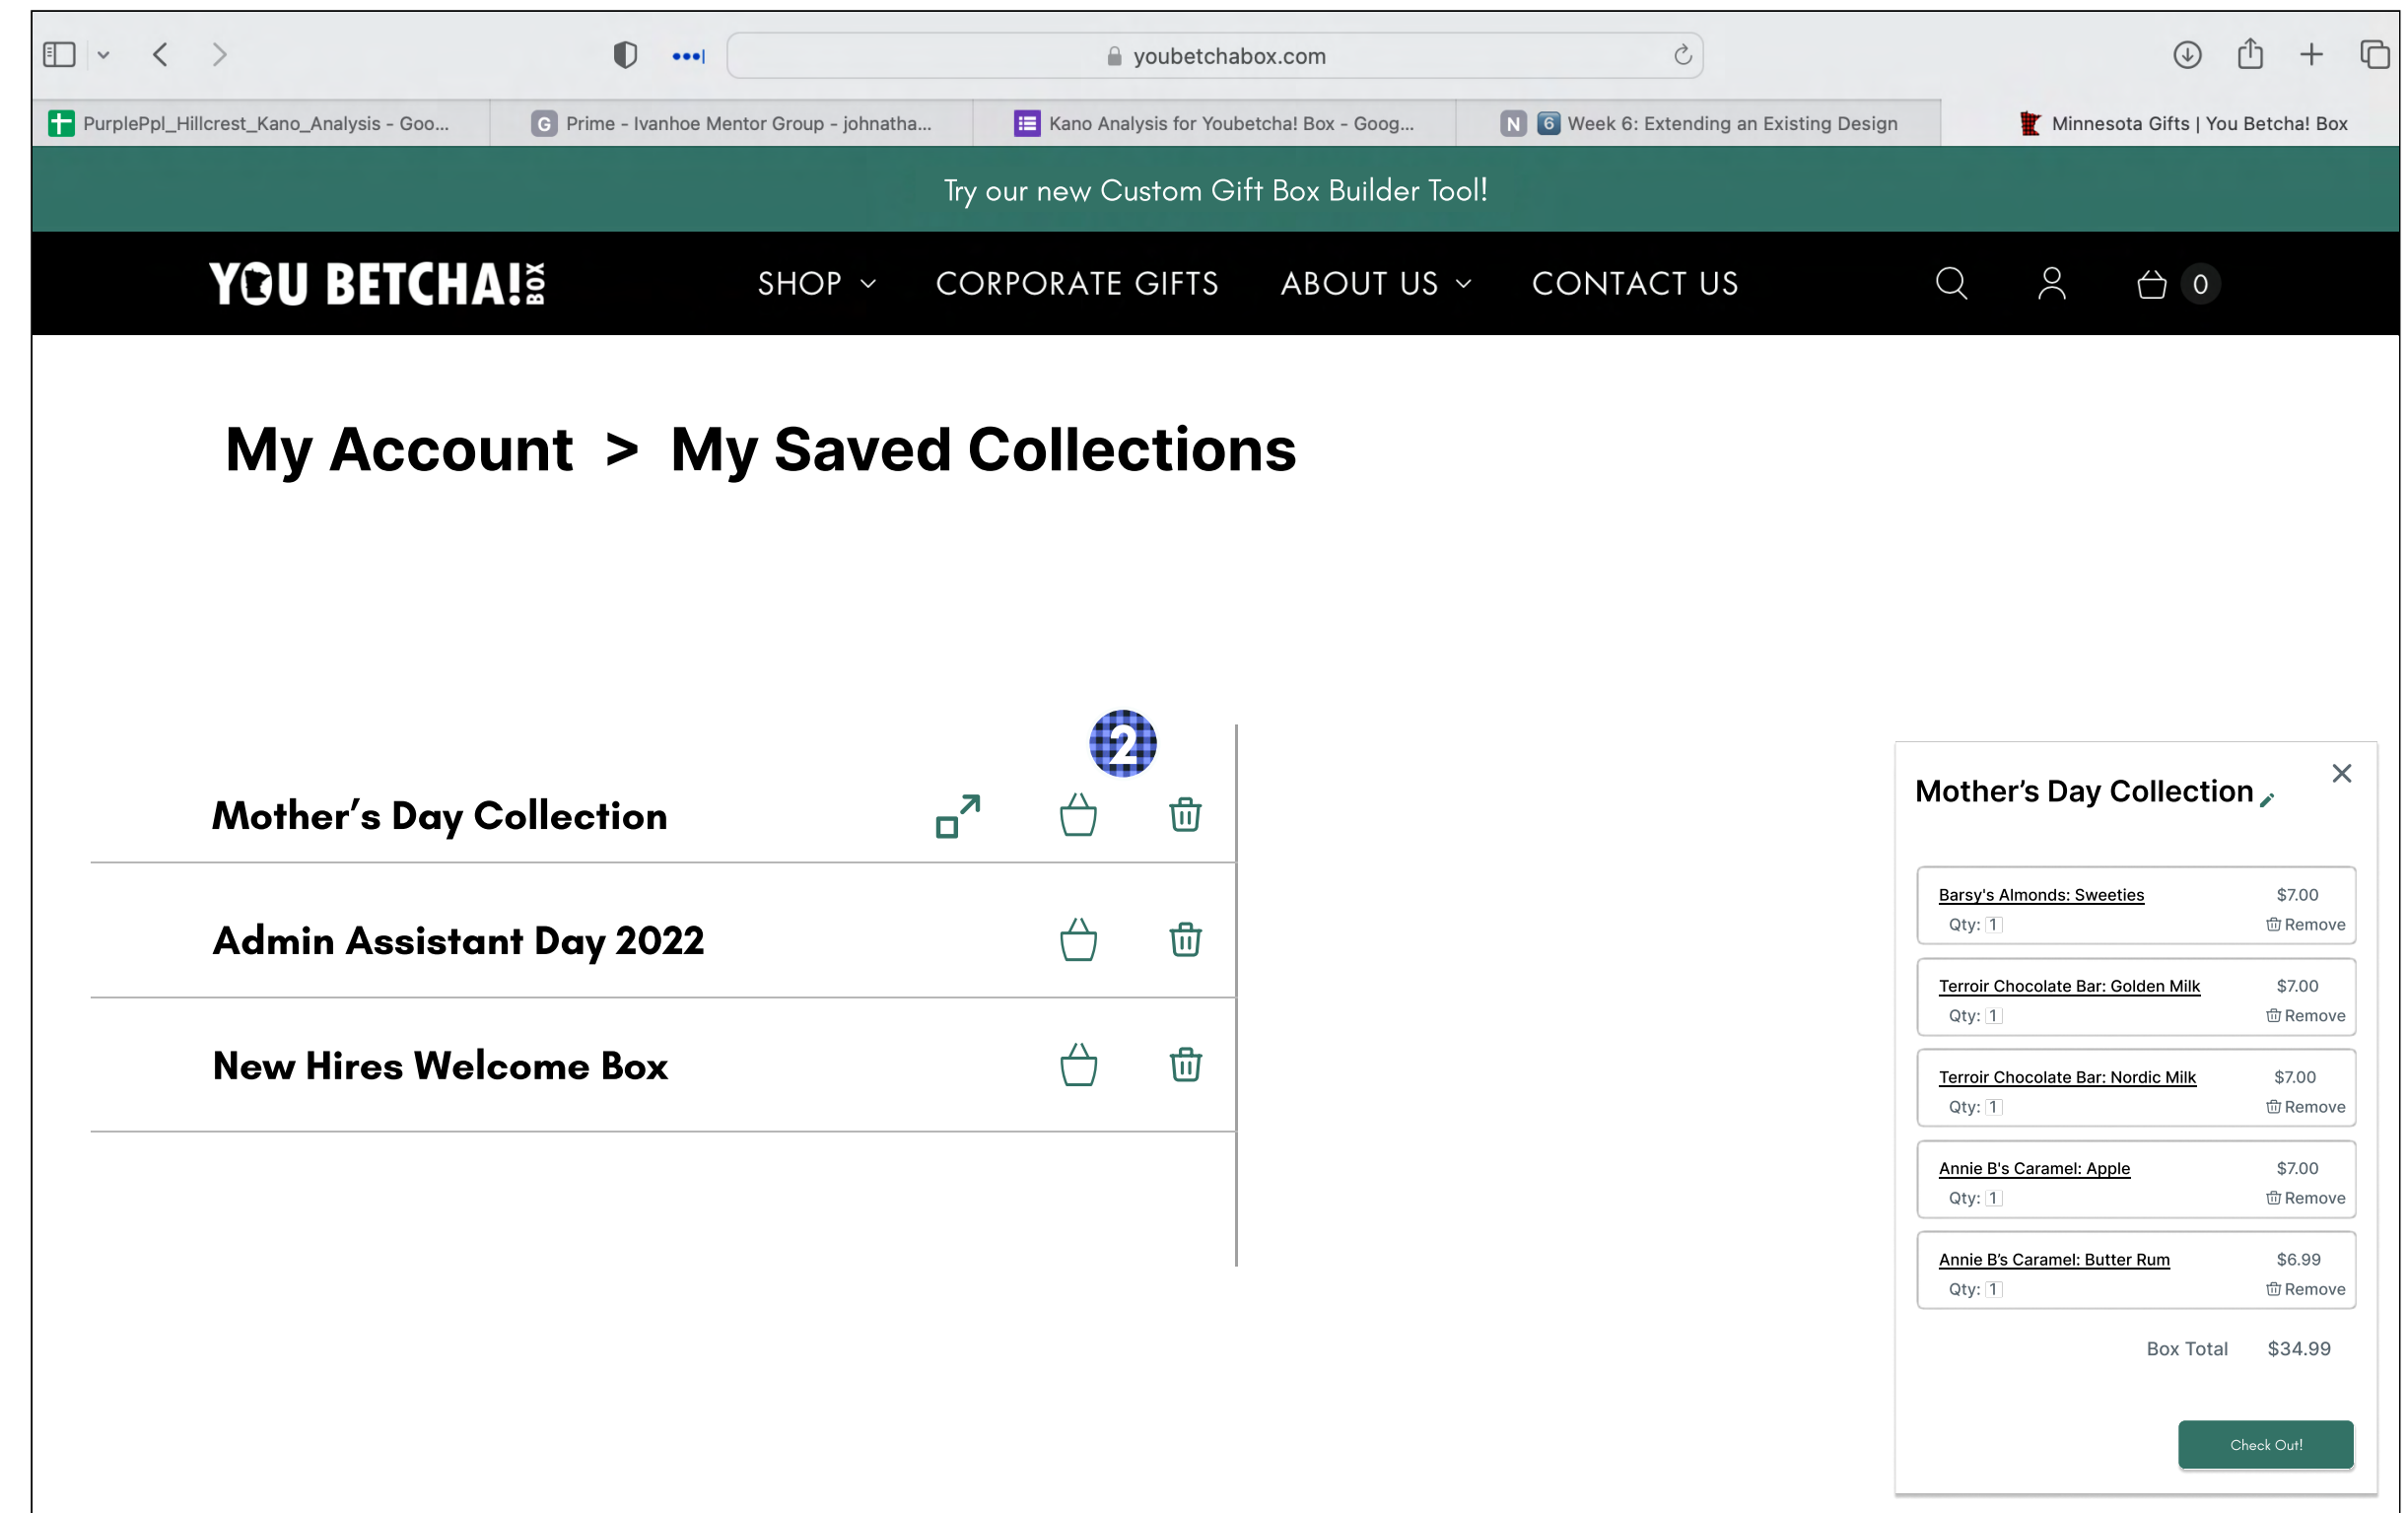 youbetchabox.com
PurplePpl_Hillcrest_Kano_Analysis - Goo...
G Prime - Ivanhoe Mentor Group - johnatha...
Kano Analysis for Youbetcha! Box - Goog...
N 6 Week 6: Extending an Existing Design
Minnesota Gifts | You Betcha! Box
Try our new Custom Gift Box Builder Tool!
YOU BETCHA! BOX
SHOP CORPORATE GIFTS ABOUT US CONTACT US 0
My Account > My Saved Collections
2
Mother’s Day Collection
Admin Assistant Day 2022
New Hires Welcome Box
Mother’s Day Collection
Barsy's Almonds: Sweeties $7.00
Qty: 1 Remove
Terroir Chocolate Bar: Golden Milk $7.00
Qty: 1 Remove
Terroir Chocolate Bar: Nordic Milk $7.00
Qty: 1 Remove
Annie B's Caramel: Apple $7.00
Qty: 1 Remove
Annie B’s Caramel: Butter Rum $6.99
Qty: 1 Remove
Box Total $34.99
Check Out!